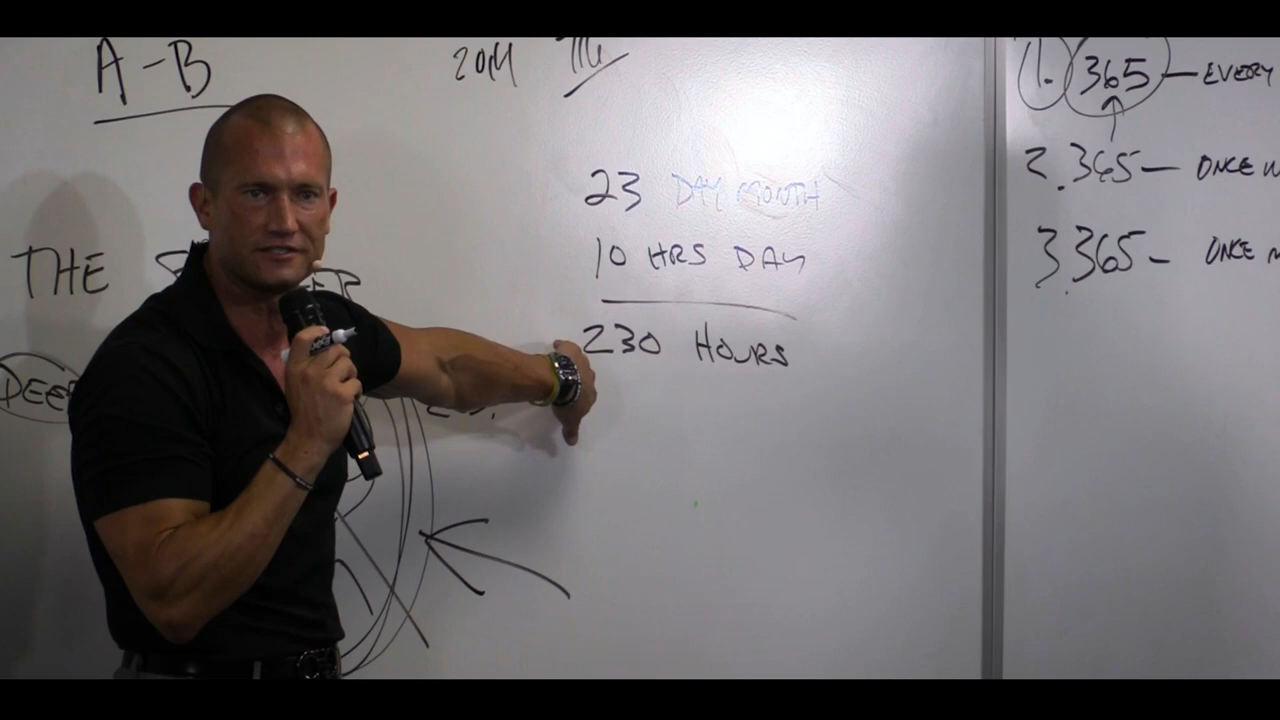 A-B
2014
23 DAY MONTH
10 HRS DAY
230 HOURS
THE
DEEP
1. 365 — EVERY
2. 365 — ONCE
3. 365 - ONCE